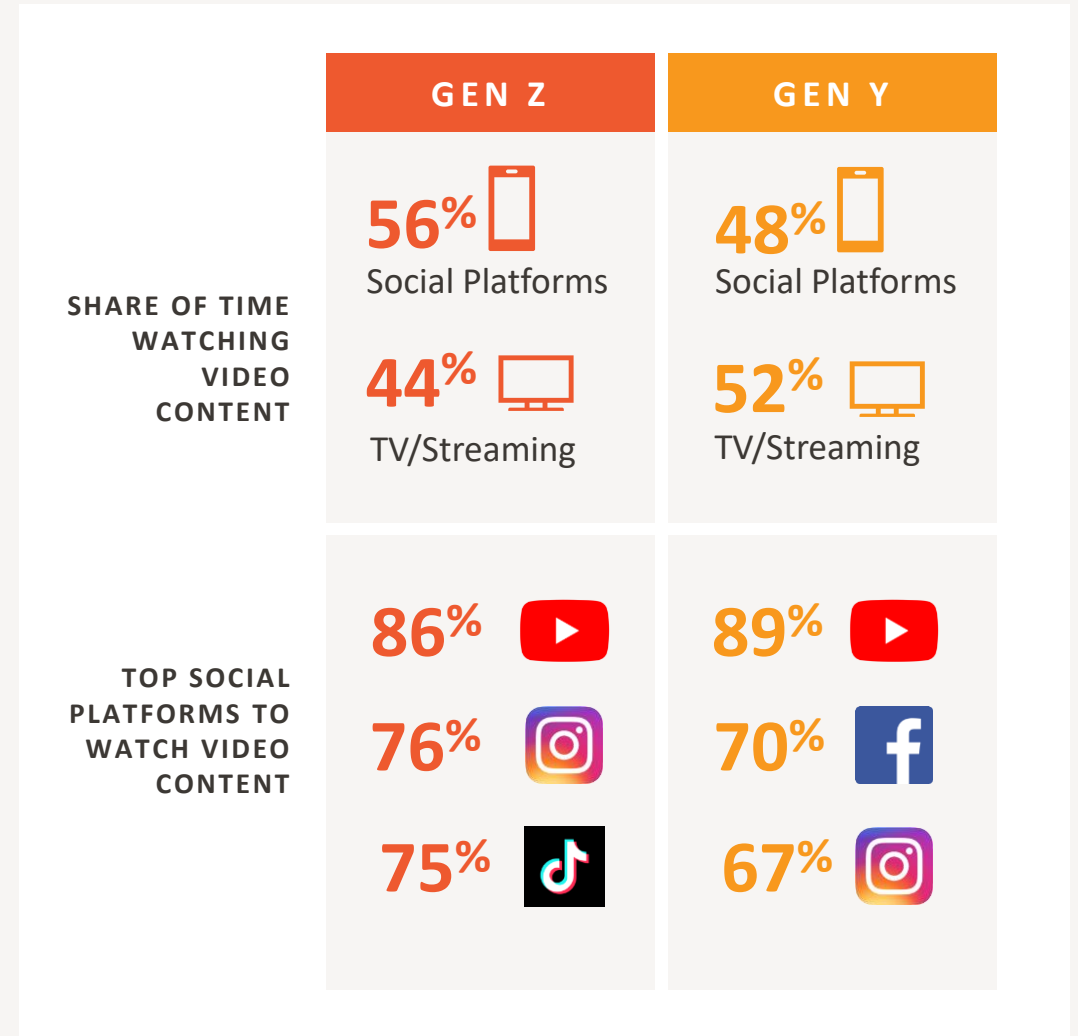 GEN Z
GEN Y
SHARE OF TIME
WATCHING
VIDEO
CONTENT
56%
Social Platforms
44%
TV/Streaming
48%
Social Platforms
52%
TV/Streaming
TOP SOCIAL
PLATFORMS TO
WATCH VIDEO
CONTENT
86%
76%
75%
89%
70%
f
67%